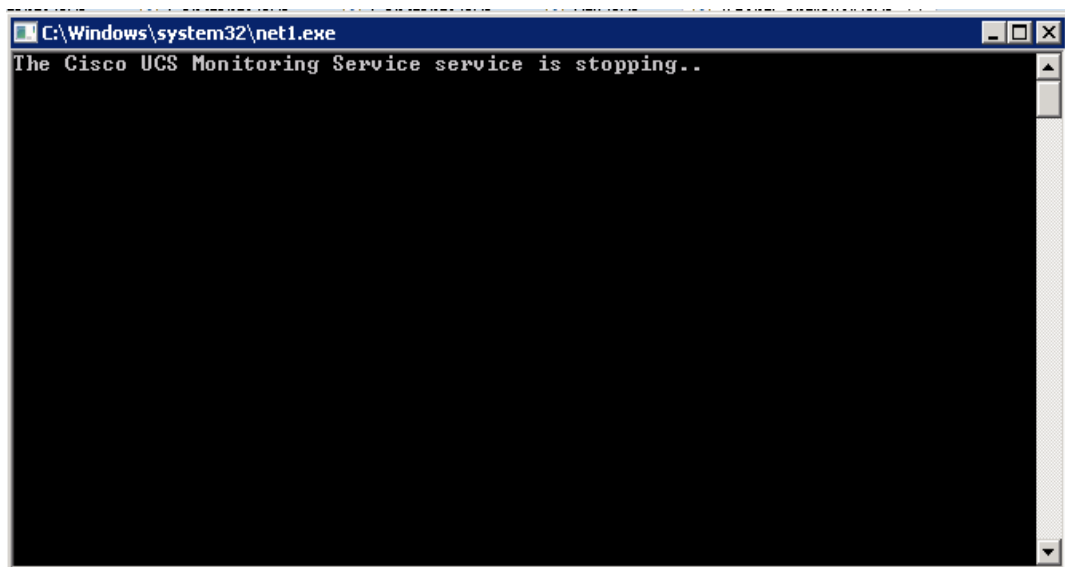 C:\Windows\system32\net1.exe
The Cisco UCS Monitoring Service service is stopping..